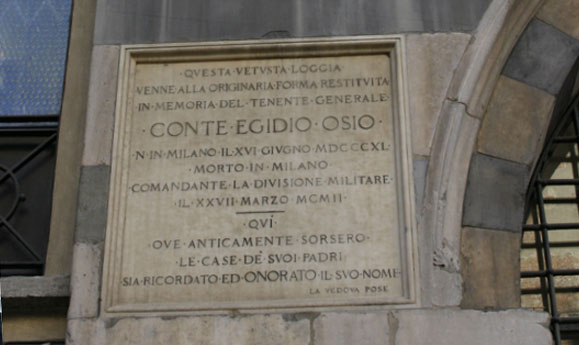 ·QVESTA·VETVSTA·LOGGIA
VENNE·ALLA·ORIGINARIA·FORMA·RESTITVITA
IN·MEMORIA·DEL·TENENTE·GENERALE
·CONTE·EGIDIO·OSIO·
N·IN·MILANO·IL·XVI·GIVGNO·MDCCCXL·
·MORTO·IN·MILANO·
COMANDANTE·LA·DIVISIONE·MILITARE·
·IL·XXVII·MARZO·MCMII·
·QVI·
·OVE·ANTICAMENTE·SORSERO·
·LE·CASE·DE'SVOI·PADRI·
SIA·RICORDATO·ED·ONORATO·IL·SVO·NOME·
LA VEDOVA POSE